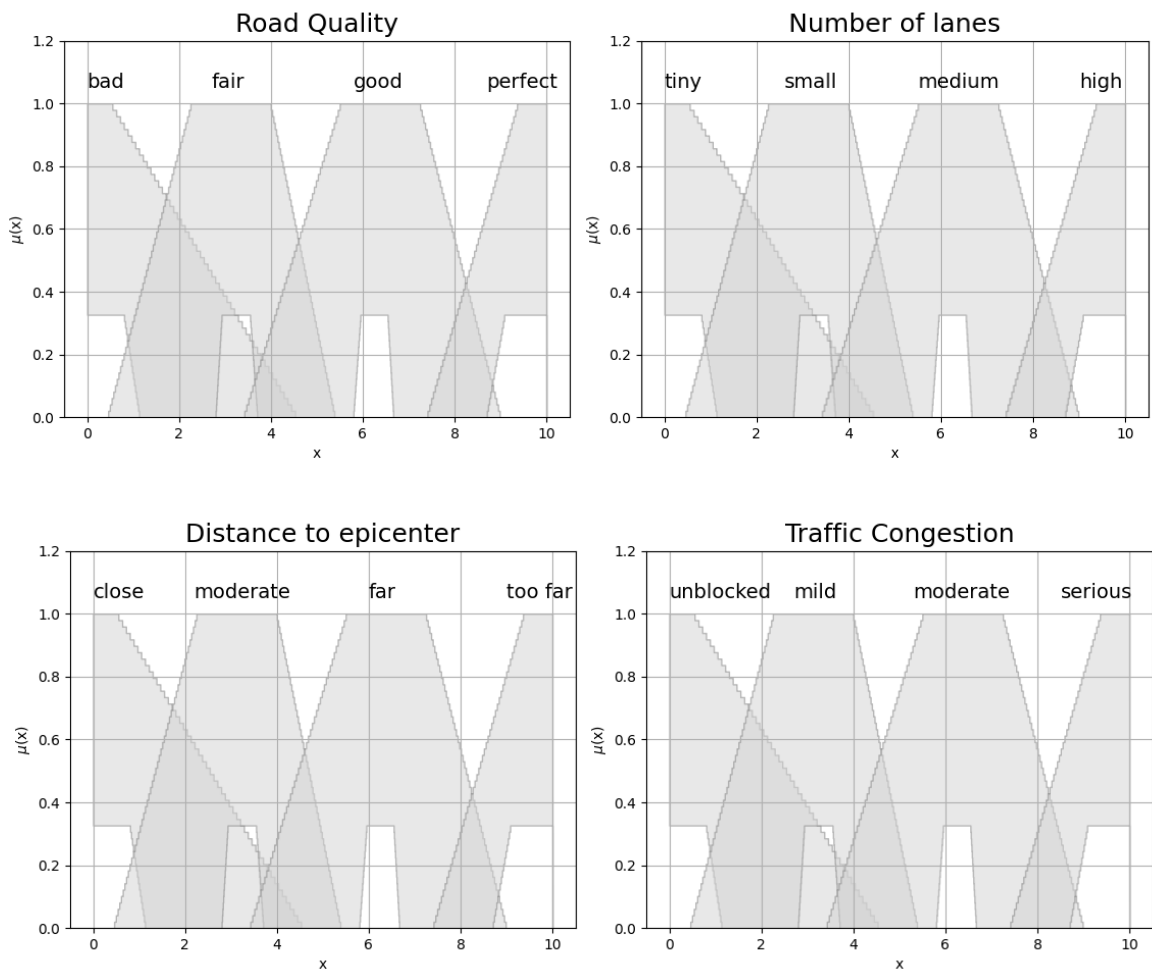 Road Quality
1.2
bad fair good perfect
1.0
0.8
0.6
μ(x)
0.4
0.2
0.0
0 2 4 6 8 10
x
Number of lanes
1.2
tiny small medium high
1.0
0.8
0.6
μ(x)
0.4
0.2
0.0
0 2 4 6 8 10
x
Distance to epicenter
1.2
close moderate far too far
1.0
0.8
0.6
μ(x)
0.4
0.2
0.0
0 2 4 6 8 10
x
Traffic Congestion
1.2
unblocked mild moderate serious
1.0
0.8
0.6
μ(x)
0.4
0.2
0.0
0 2 4 6 8 10
x